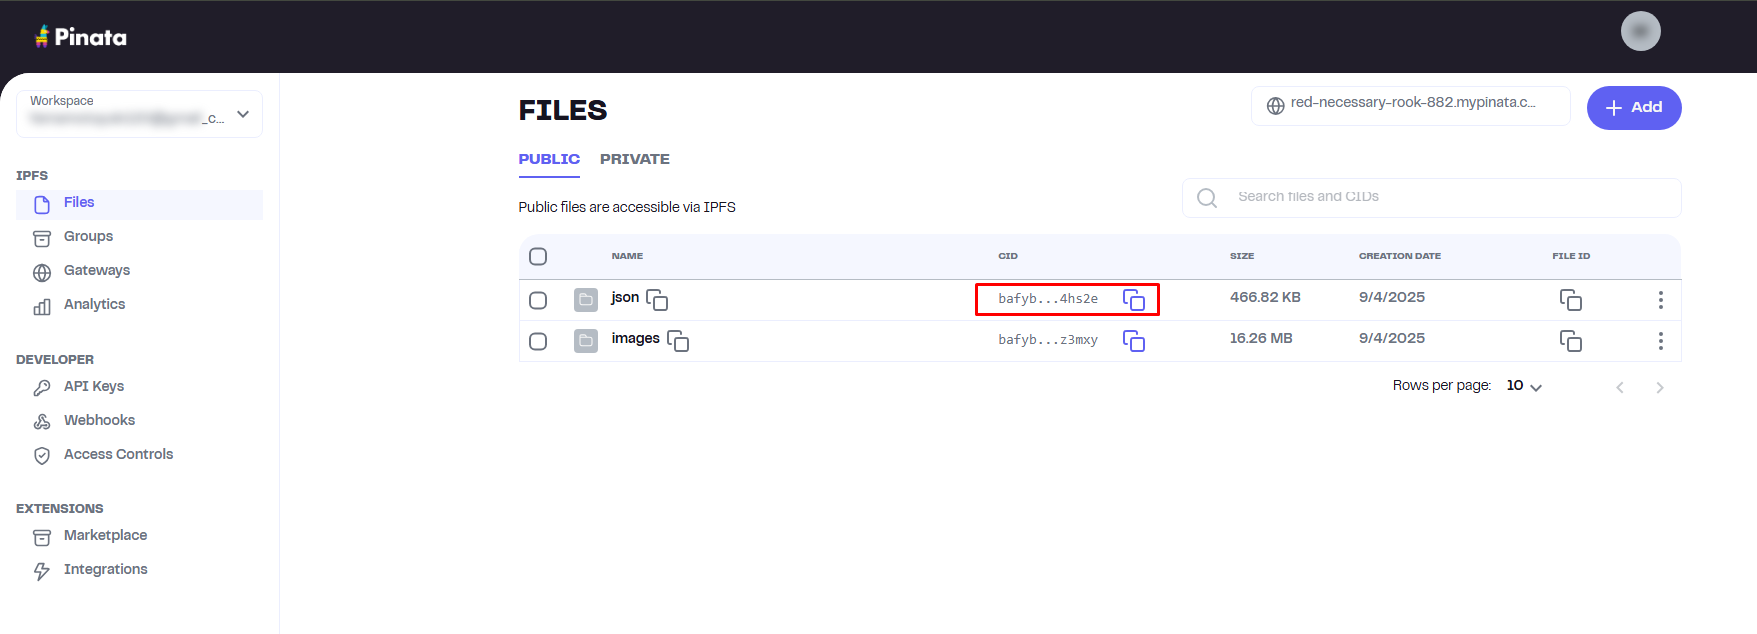 Pinata
Workspace
_c...
IPFS
Files
Groups
Gateways
Analytics
DEVELOPER
API Keys
Webhooks
Access Controls
EXTENSIONS
Marketplace
Integrations
FILES
red-necessary-rook-882.mypinata.c...
Add
PUBLIC PRIVATE
Public files are accessible via IPFS
Search files and CIDs
NAME CID SIZE CREATION DATE FILE ID
json bafyb...4hs2e 466.82 KB 9/4/2025
images bafyb...z3mxy 16.26 MB 9/4/2025
Rows per page: 10